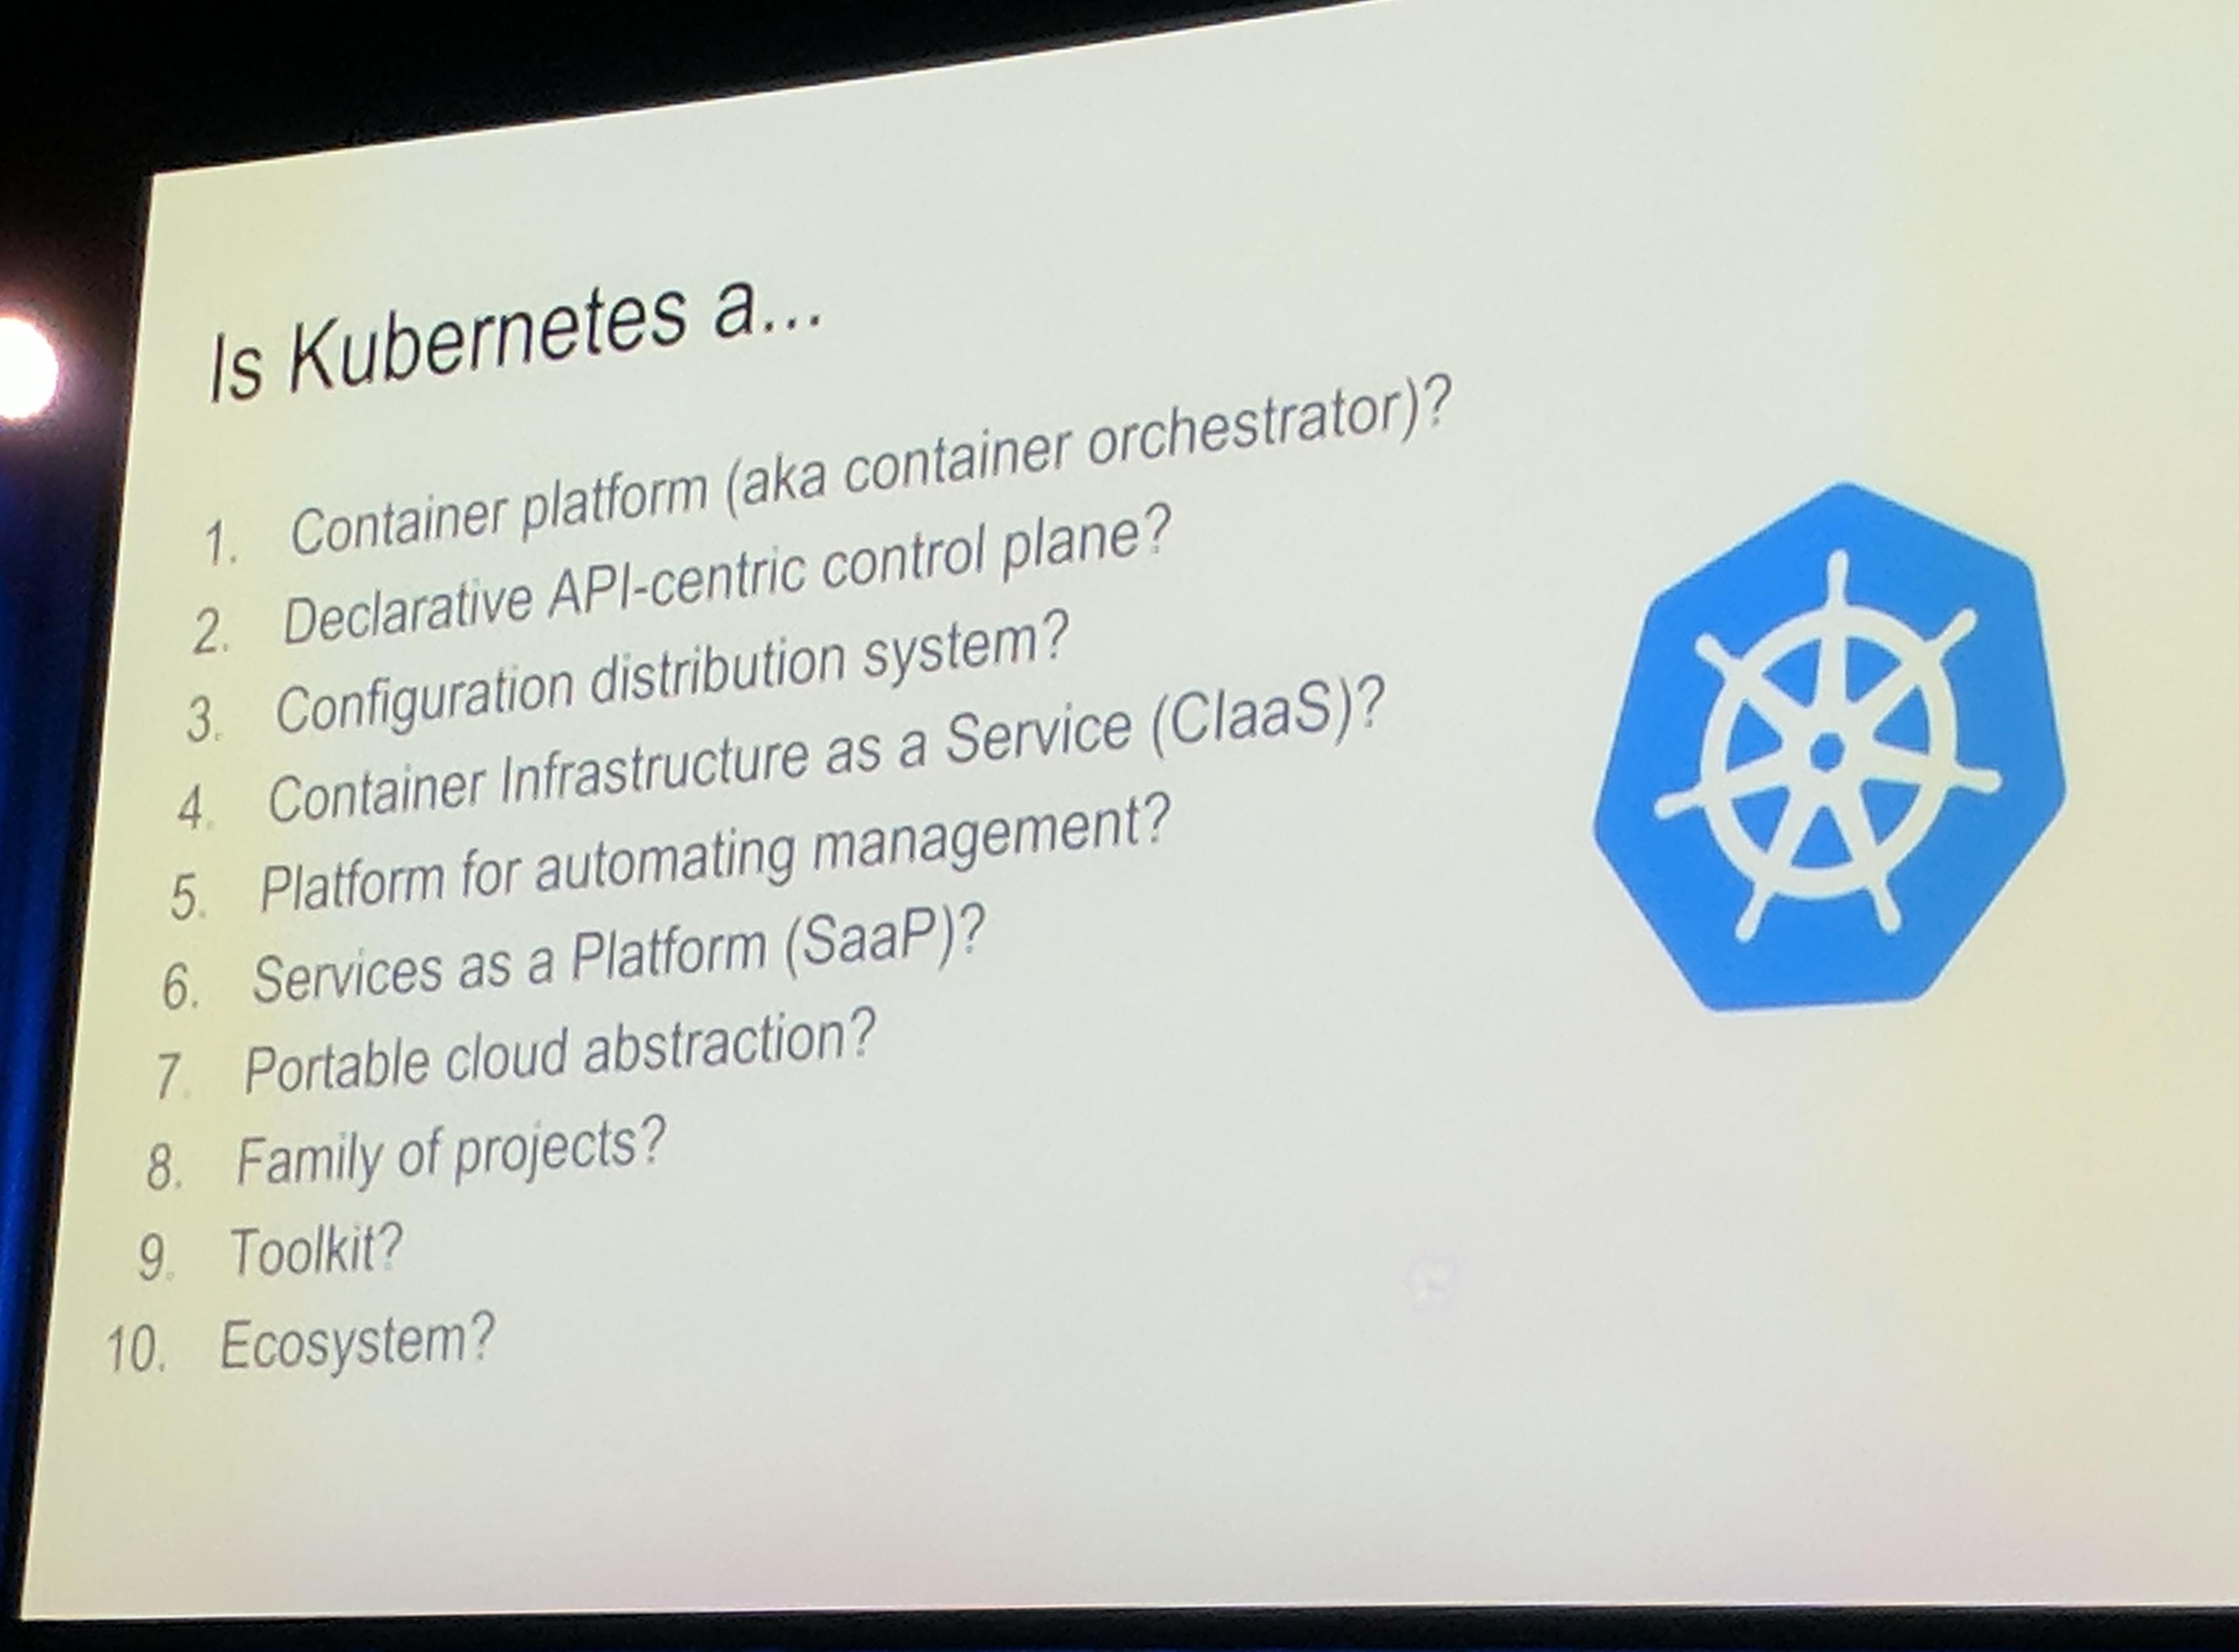 Is Kubernetes a...
1. Container platform (aka container orchestrator)?
2. Declarative API-centric control plane?
3. Configuration distribution system?
4. Container Infrastructure as a Service (CIaaS)?
5. Platform for automating management?
6. Services as a Platform (SaaP)?
7. Portable cloud abstraction?
8. Family of projects?
9. Toolkit?
10. Ecosystem?